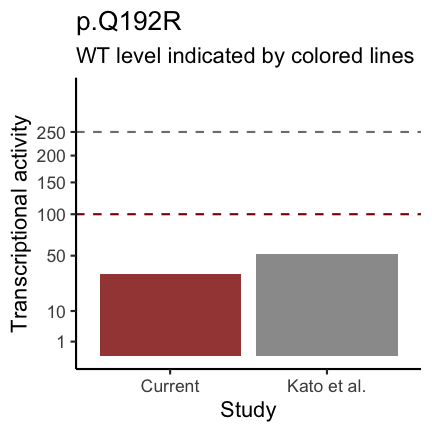 p.Q192R
WT level indicated by colored lines
Transcriptional activity
250
200
150
100
50
10
1
Current
Kato et al.
Study